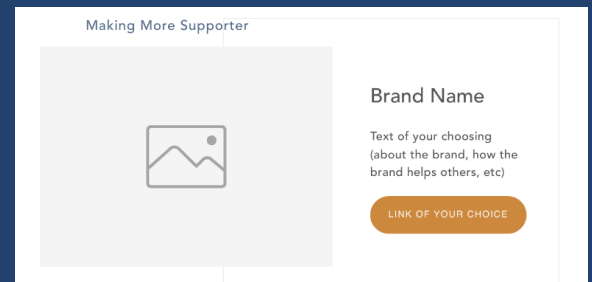 Making More Supporter
Brand Name
Text of your choosing
(about the brand, how the
brand helps others, etc)
LINK OF YOUR CHOICE